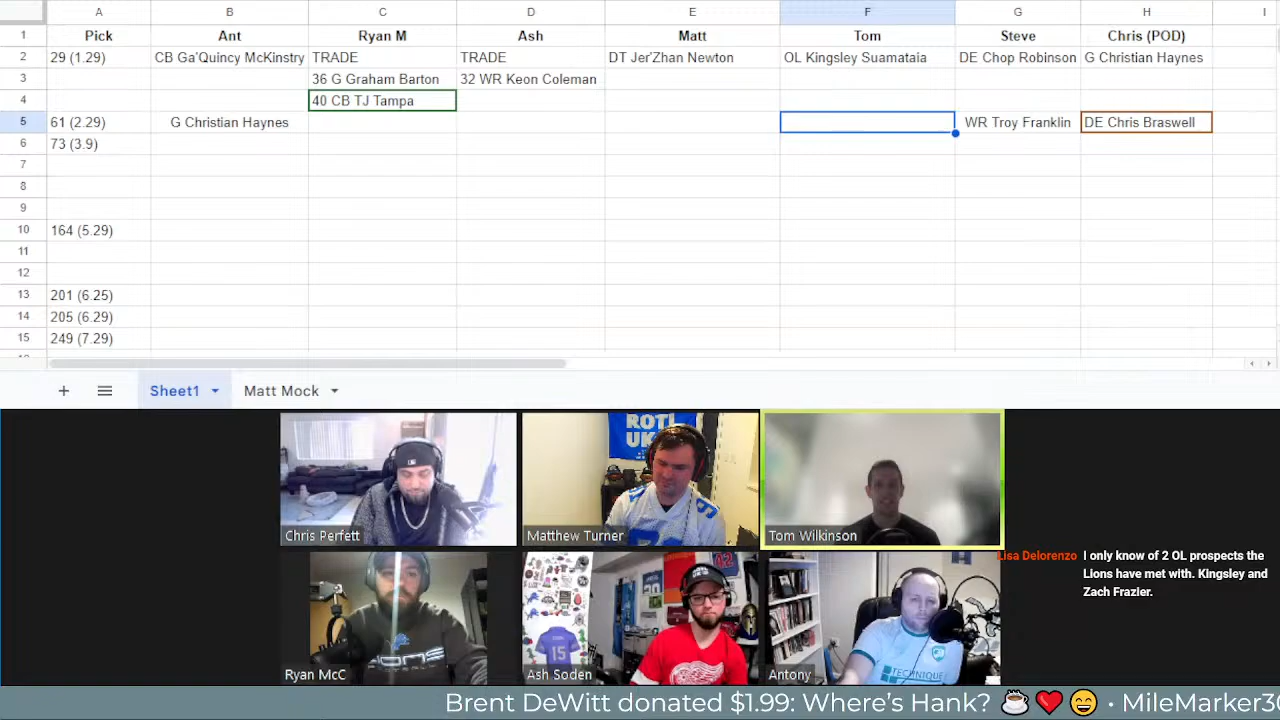 A B C D E F G H I
1 Pick Ant Ryan M Ash Matt Tom Steve Chris (POD)
2 29 (1.29) CB Ga'Quincy McKinstry TRADE TRADE DT Jer'Zhan Newton OL Kingsley Suamataia DE Chop Robinson G Christian Haynes
3 36 G Graham Barton 32 WR Keon Coleman
4 40 CB TJ Tampa
5 61 (2.29) G Christian Haynes WR Troy Franklin DE Chris Braswell
6 73 (3.9)
7
8
9
10 164 (5.29)
11
12
13 201 (6.25)
14 205 (6.29)
15 249 (7.29)
+ Sheet1 Matt Mock
ROTL
UK
Chris Perfett
Matthew Turner
Tom Wilkinson
Lisa Delorenzo I only know of 2 OL prospects the
Lions have met with. Kingsley and
Zach Frazier.
42
15
TECHNIQUE
Ryan McC
Ash Soden
Antony
Brent DeWitt donated $1.99: Where's Hank? ☕❤️😄 • MileMarker3